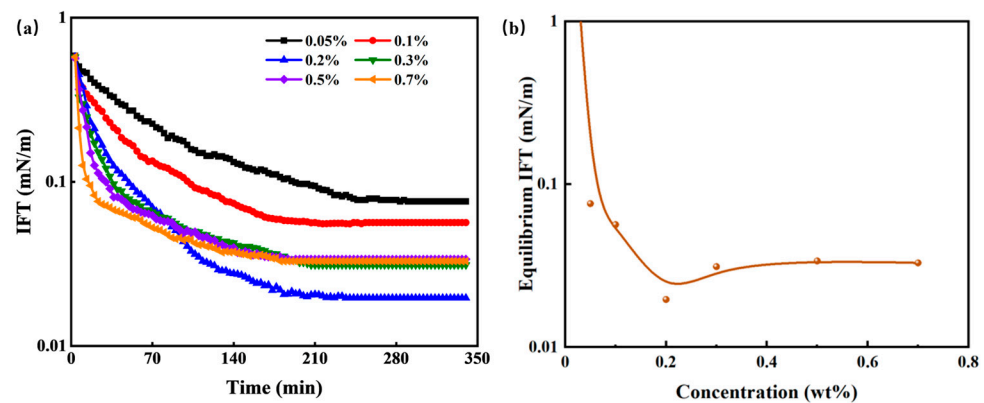 (a)
1
0.1
0.01
IFT (mN/m)
0.05% 0.1%
0.2% 0.3%
0.5% 0.7%
0 70 140 210 280 350
Time (min)
(b)
1
0.1
0.01
Equilibrium IFT (mN/m)
0 0.2 0.4 0.6 0.8
Concentration (wt%)